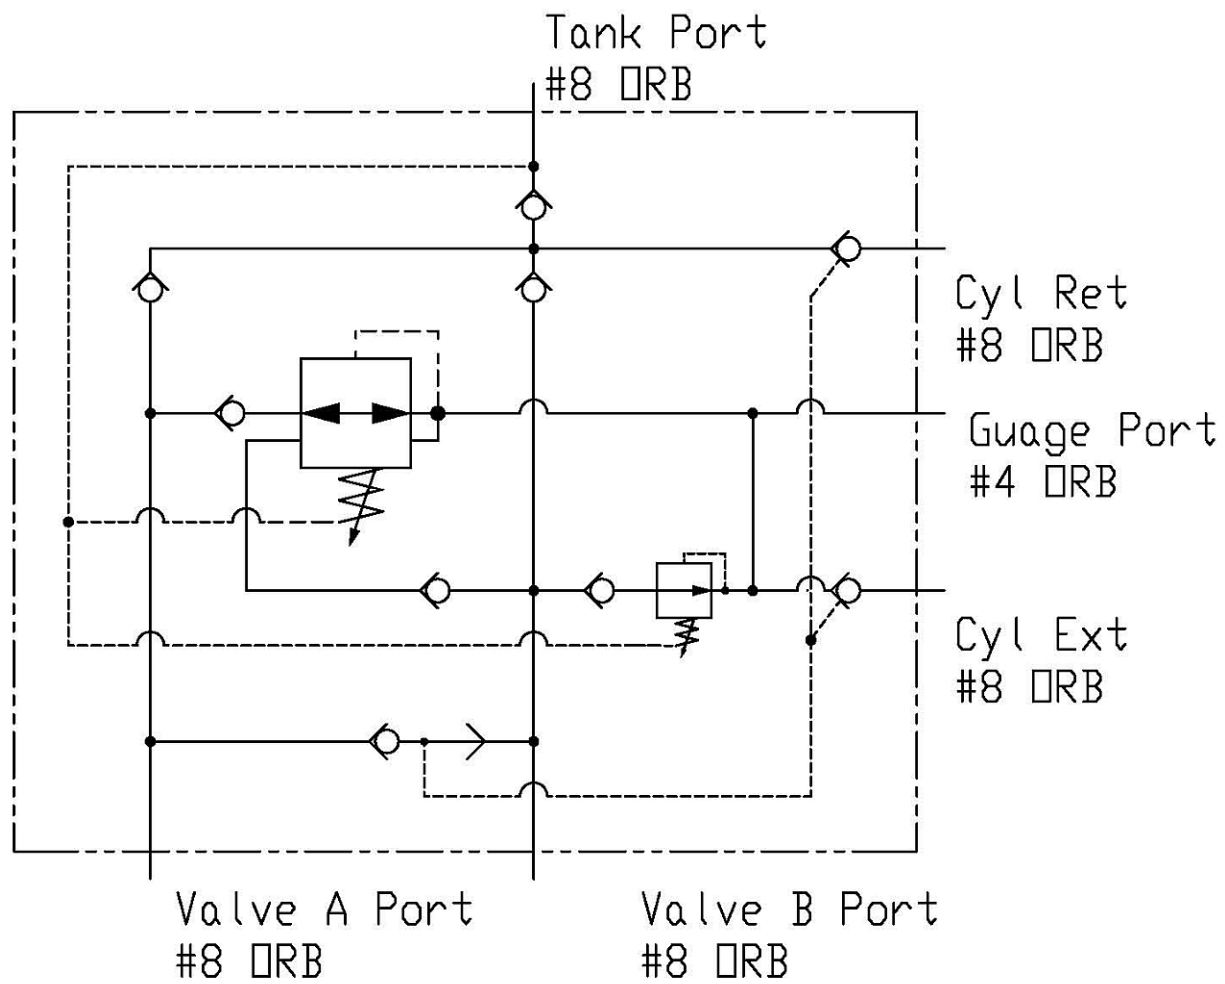 Tank Port
#8 ORB
Cyl Ret
#8 ORB
Guage Port
#4 ORB
Cyl Ext
#8 ORB
Valve A Port
#8 ORB
Valve B Port
#8 ORB